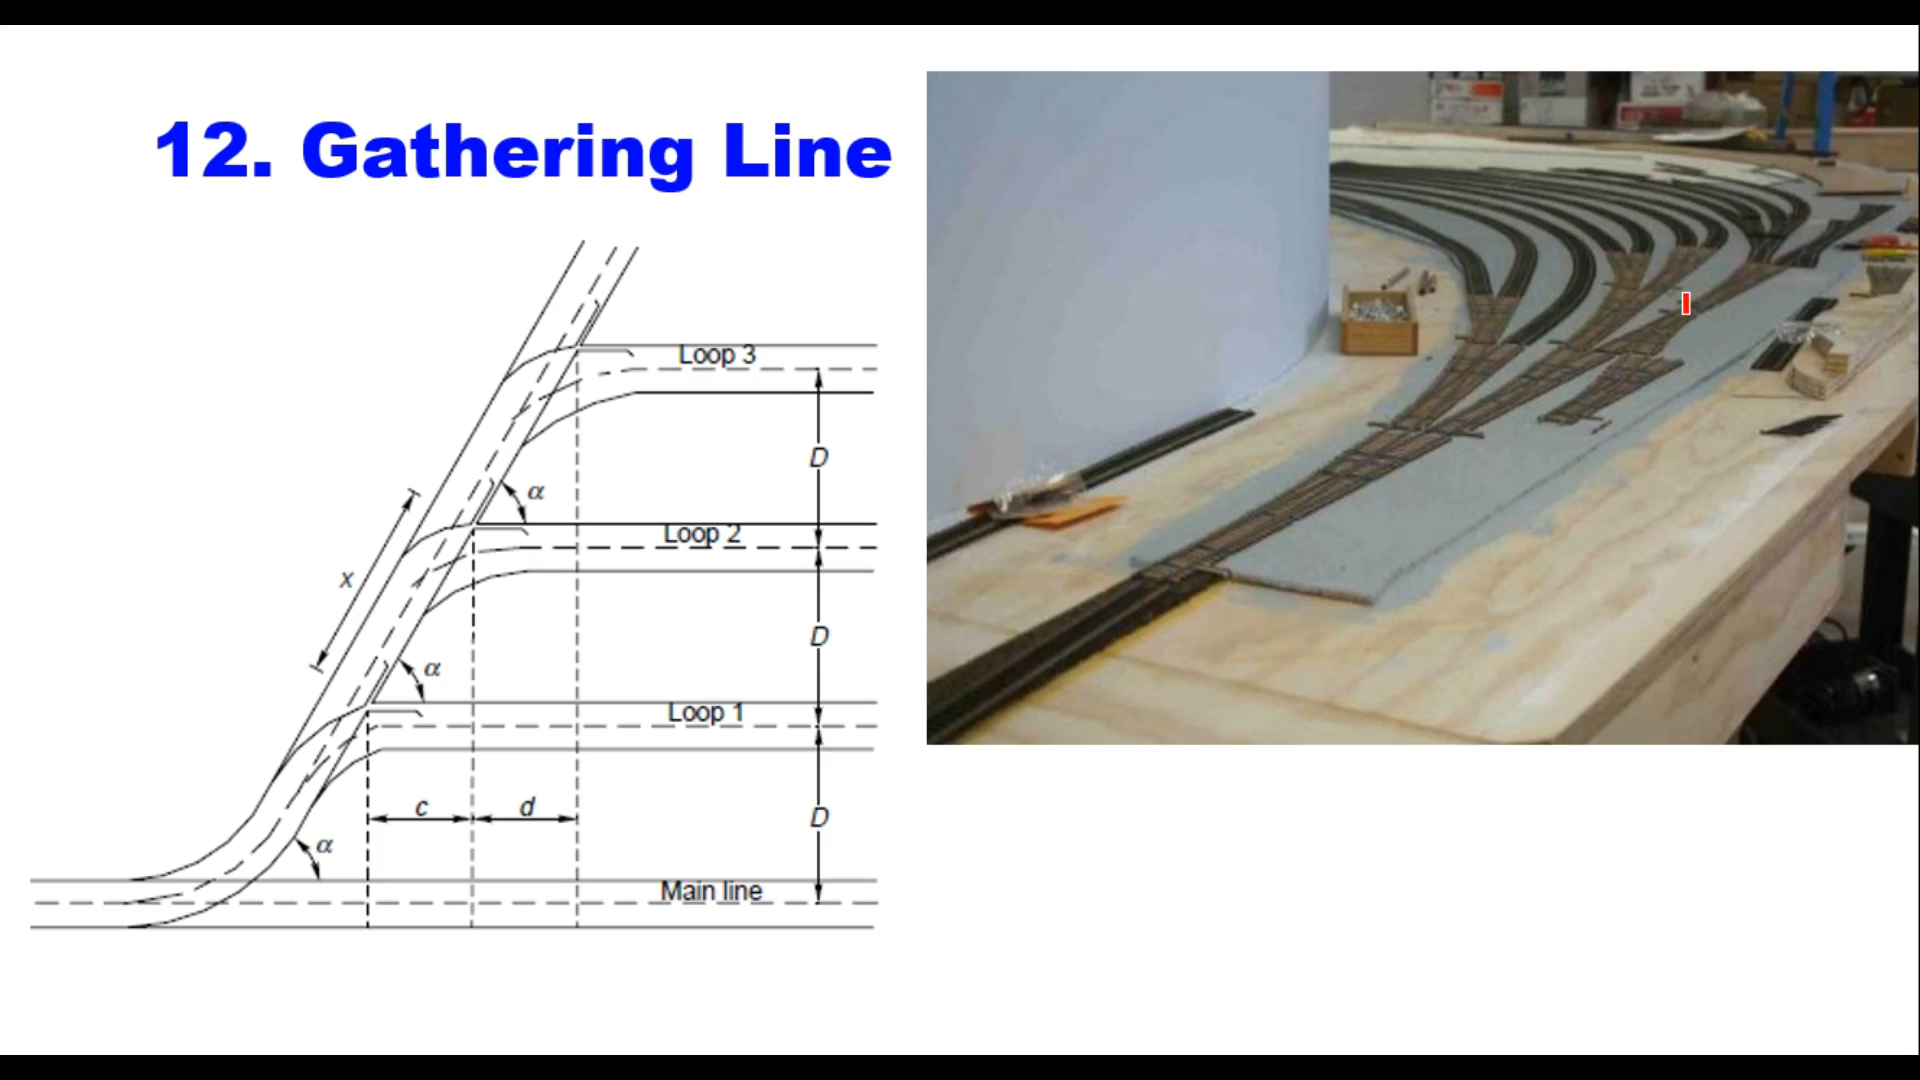 12. Gathering Line
Loop 3
D
α
Loop 2
x
D
α
Loop 1
c
d
D
α
Main line